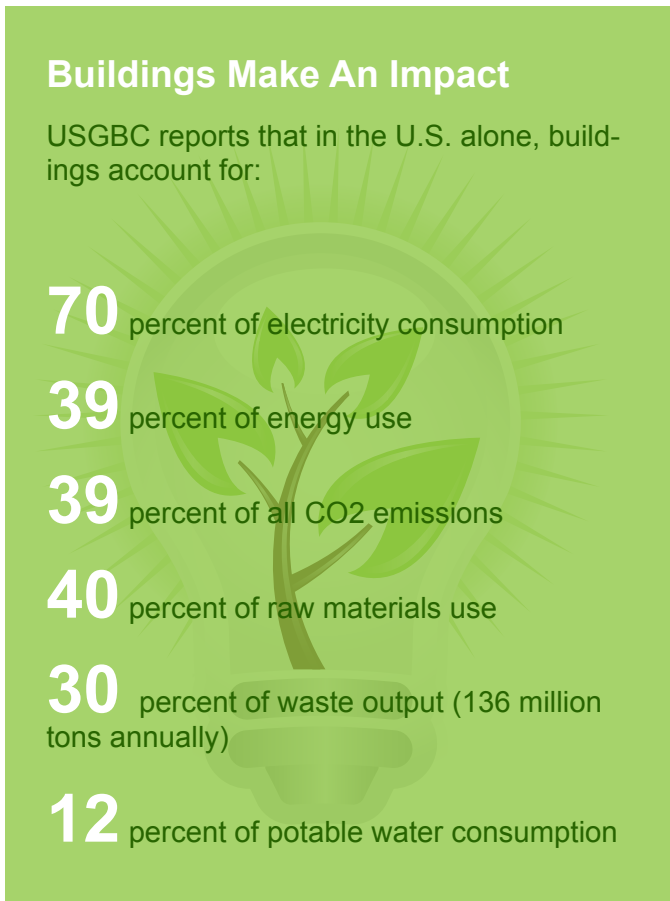 Buildings Make An Impact
USGBC reports that in the U.S. alone, build-
ings account for:
70 percent of electricity consumption
39 percent of energy use
39 percent of all CO2 emissions
40 percent of raw materials use
30 percent of waste output (136 million
tons annually)
12 percent of potable water consumption